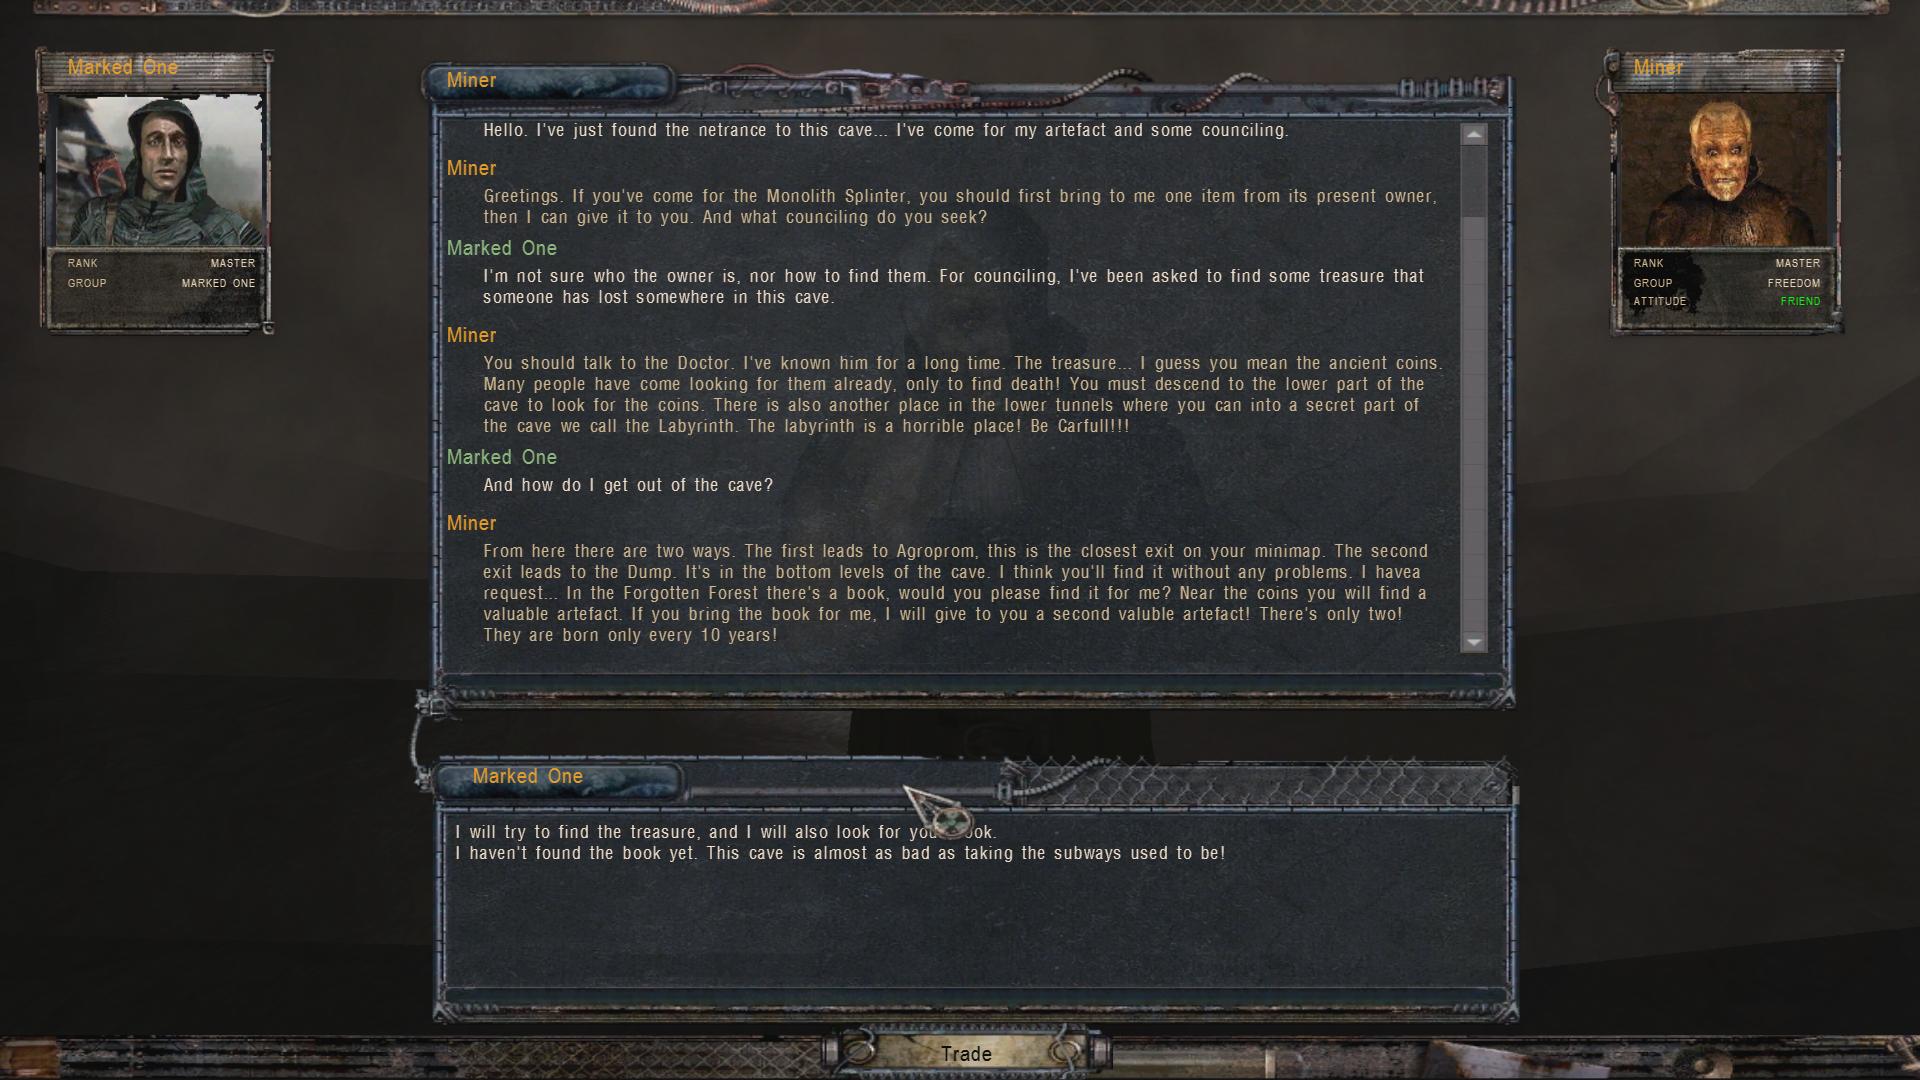 Marked One
RANK MASTER
GROUP MARKED ONE
Miner
Hello. I've just found the netrance to this cave... I've come for my artefact and some counciling.
Miner
Greetings. If you've come for the Monolith Splinter, you should first bring to me one item from its present owner,
then I can give it to you. And what counciling do you seek?
Marked One
I'm not sure who the owner is, nor how to find them. For counciling, I've been asked to find some treasure that
someone has lost somewhere in this cave.
Miner
You should talk to the Doctor. I've known him for a long time. The treasure... I guess you mean the ancient coins.
Many people have come looking for them already, only to find death! You must descend to the lower part of the
cave to look for the coins. There is also another place in the lower tunnels where you can into a secret part of
the cave we call the Labyrinth. The labyrinth is a horrible place! Be Carfull!!!
Marked One
And how do I get out of the cave?
Miner
From here there are two ways. The first leads to Agroprom, this is the closest exit on your minimap. The second
exit leads to the Dump. It's in the bottom levels of the cave. I think you'll find it without any problems. I havea
request... In the Forgotten Forest there's a book, would you please find it for me? Near the coins you will find a
valuable artefact. If you bring the book for me, I will give to you a second valuble artefact! There's only two!
They are born only every 10 years!
Miner
RANK MASTER
GROUP FREEDOM
ATTITUDE FRIEND
Marked One
I will try to find the treasure, and I will also look for
I haven't found the book yet. This cave is almost as bad as taking the subways used to be!
Trade